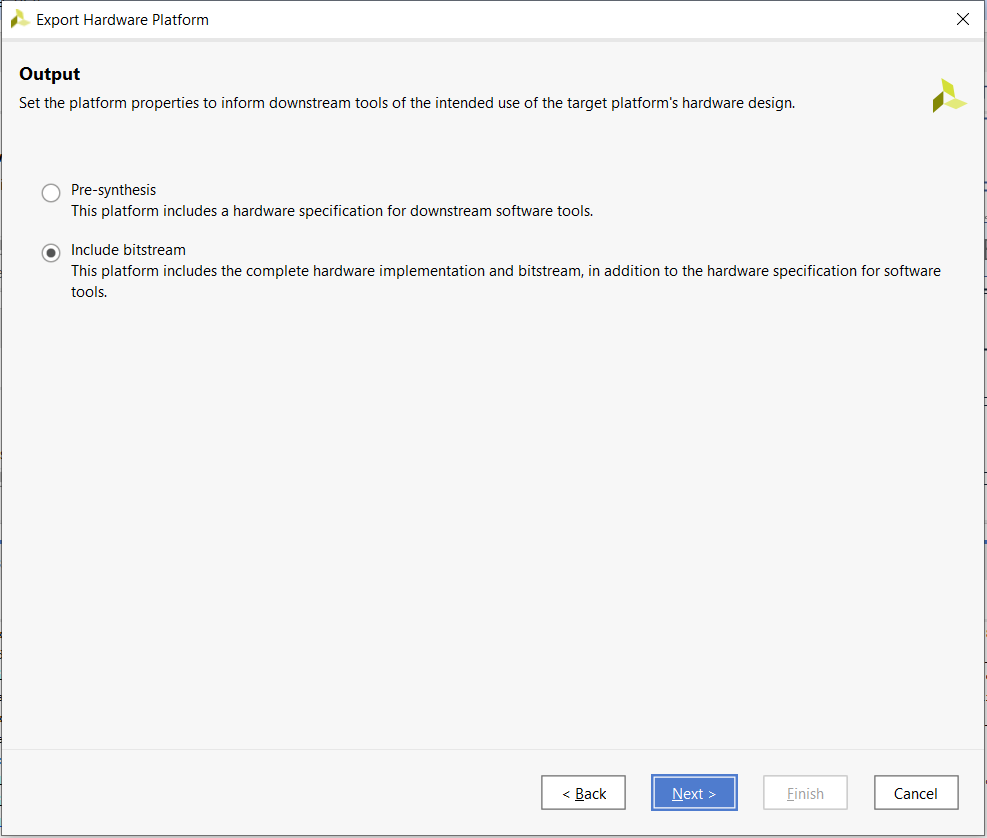 Export Hardware Platform
Output
Set the platform properties to inform downstream tools of the intended use of the target platform's hardware design.
Pre-synthesis
This platform includes a hardware specification for downstream software tools.
Include bitstream
This platform includes the complete hardware implementation and bitstream, in addition to the hardware specification for software
tools.
< Back Next > Finish Cancel